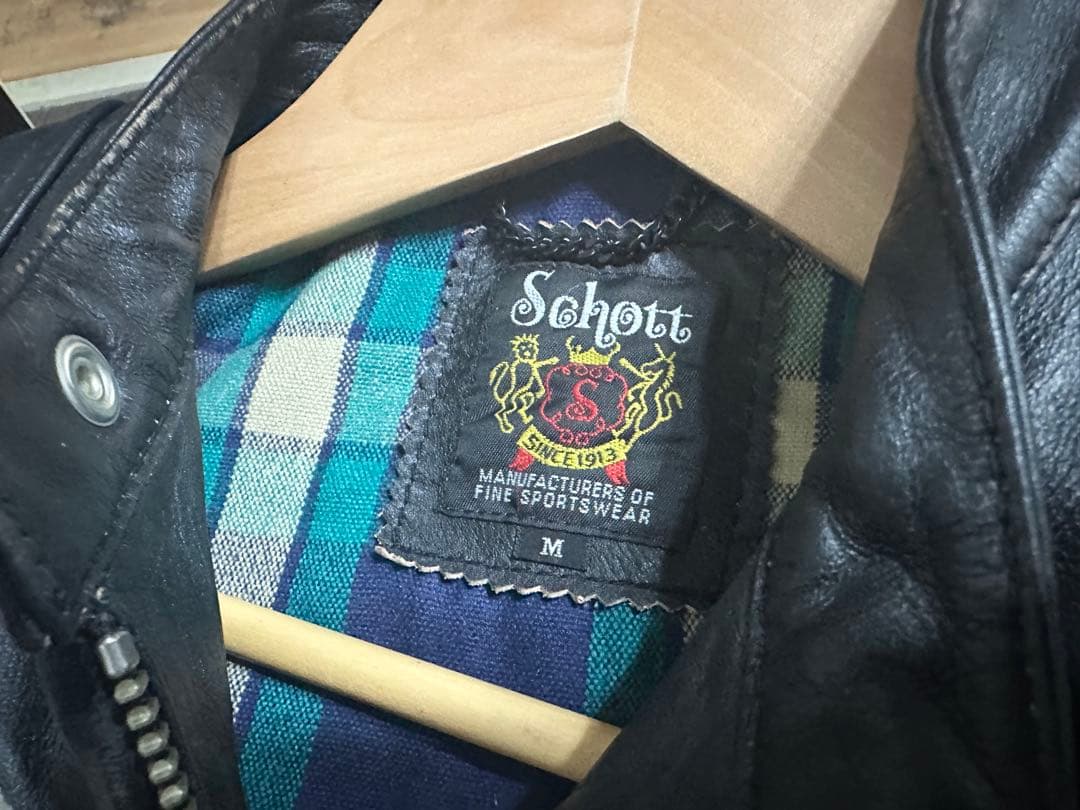 Schott
S
SINCE 1913
MANUFACTURERS OF
FINE SPORTSWEAR
M